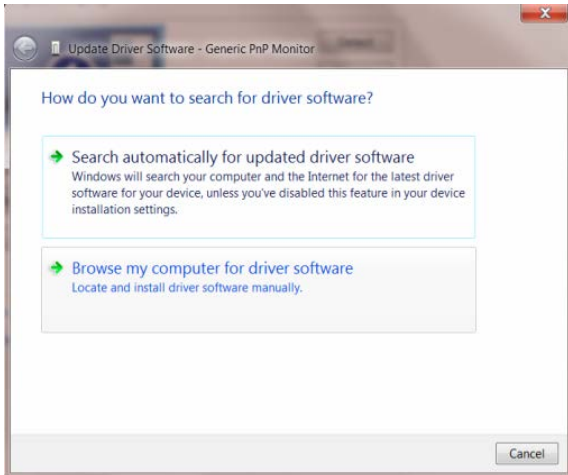 Update Driver Software - Generic PnP Monitor
How do you want to search for driver software?
Search automatically for updated driver software
Windows will search your computer and the Internet for the latest driver
software for your device, unless you've disabled this feature in your device
installation settings.
Browse my computer for driver software
Locate and install driver software manually.
Cancel